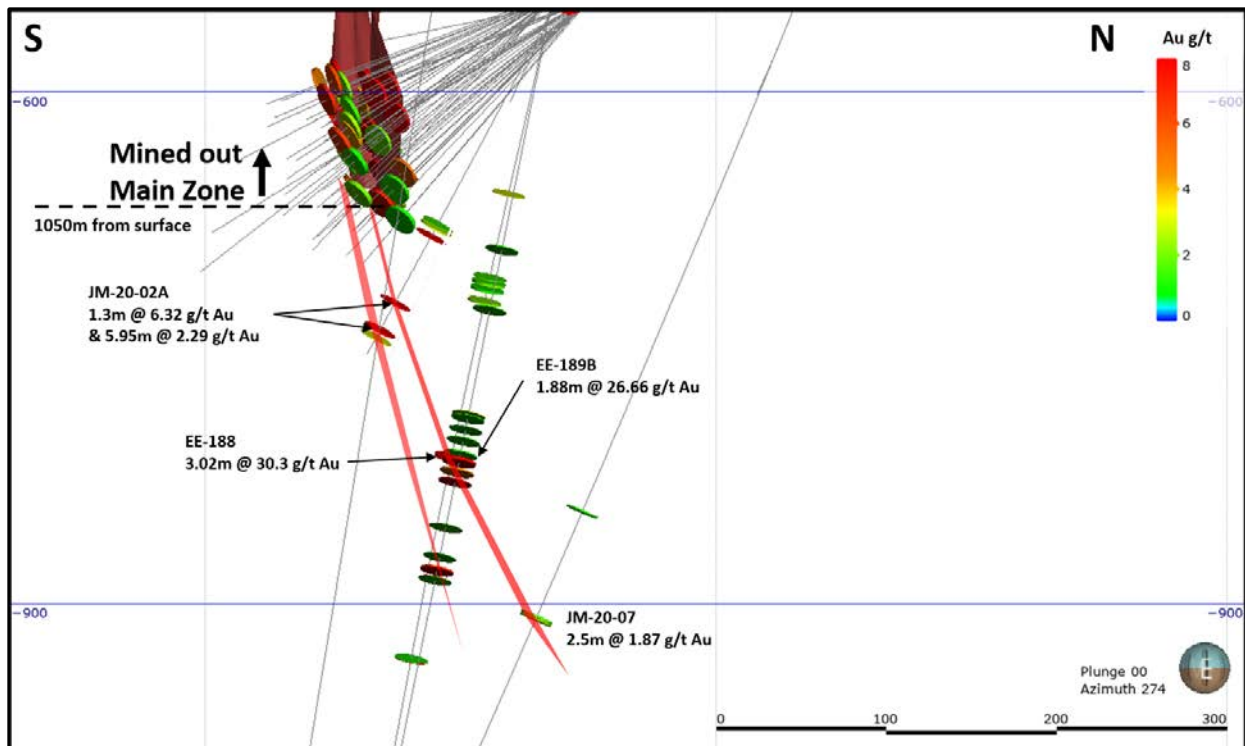 S
N
Au g/t
8
6
4
2
0
-600
-600
Mined out
Main Zone
1050m from surface
JM-20-02A
1.3m @ 6.32 g/t Au
& 5.95m @ 2.29 g/t Au
EE-189B
1.88m @ 26.66 g/t Au
EE-188
3.02m @ 30.3 g/t Au
-900
-900
JM-20-07
2.5m @ 1.87 g/t Au
Plunge 00
Azimuth 274
E
0
100
200
300